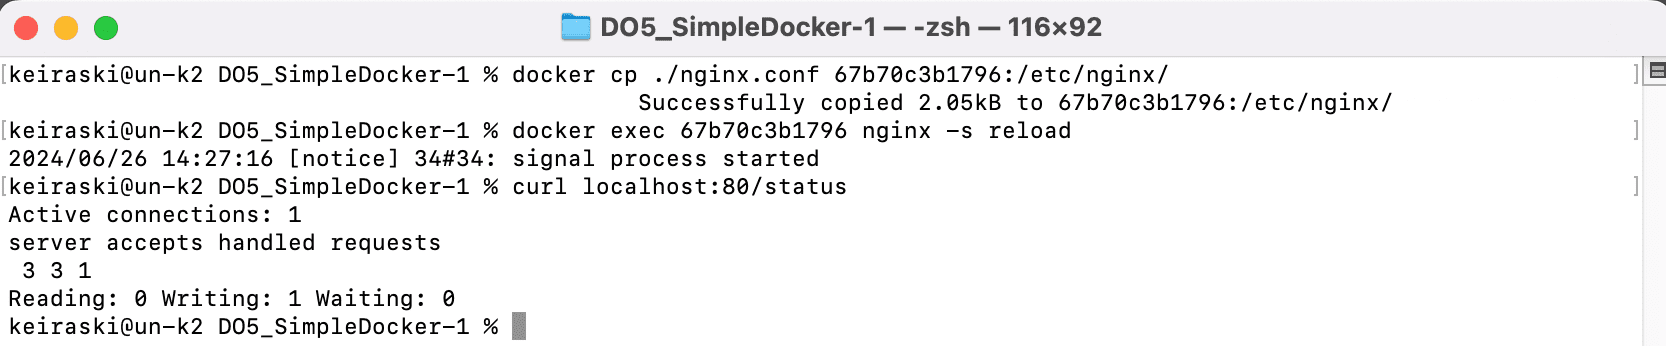 DO5_SimpleDocker-1 — -zsh — 116×92
[keiraski@un-k2 DO5_SimpleDocker-1 % docker cp ./nginx.conf 67b70c3b1796:/etc/nginx/ ]
Successfully copied 2.05kB to 67b70c3b1796:/etc/nginx/
[keiraski@un-k2 DO5_SimpleDocker-1 % docker exec 67b70c3b1796 nginx -s reload ]
2024/06/26 14:27:16 [notice] 34#34: signal process started
[keiraski@un-k2 DO5_SimpleDocker-1 % curl localhost:80/status ]
Active connections: 1
server accepts handled requests
3 3 1
Reading: 0 Writing: 1 Waiting: 0
keiraski@un-k2 DO5_SimpleDocker-1 %